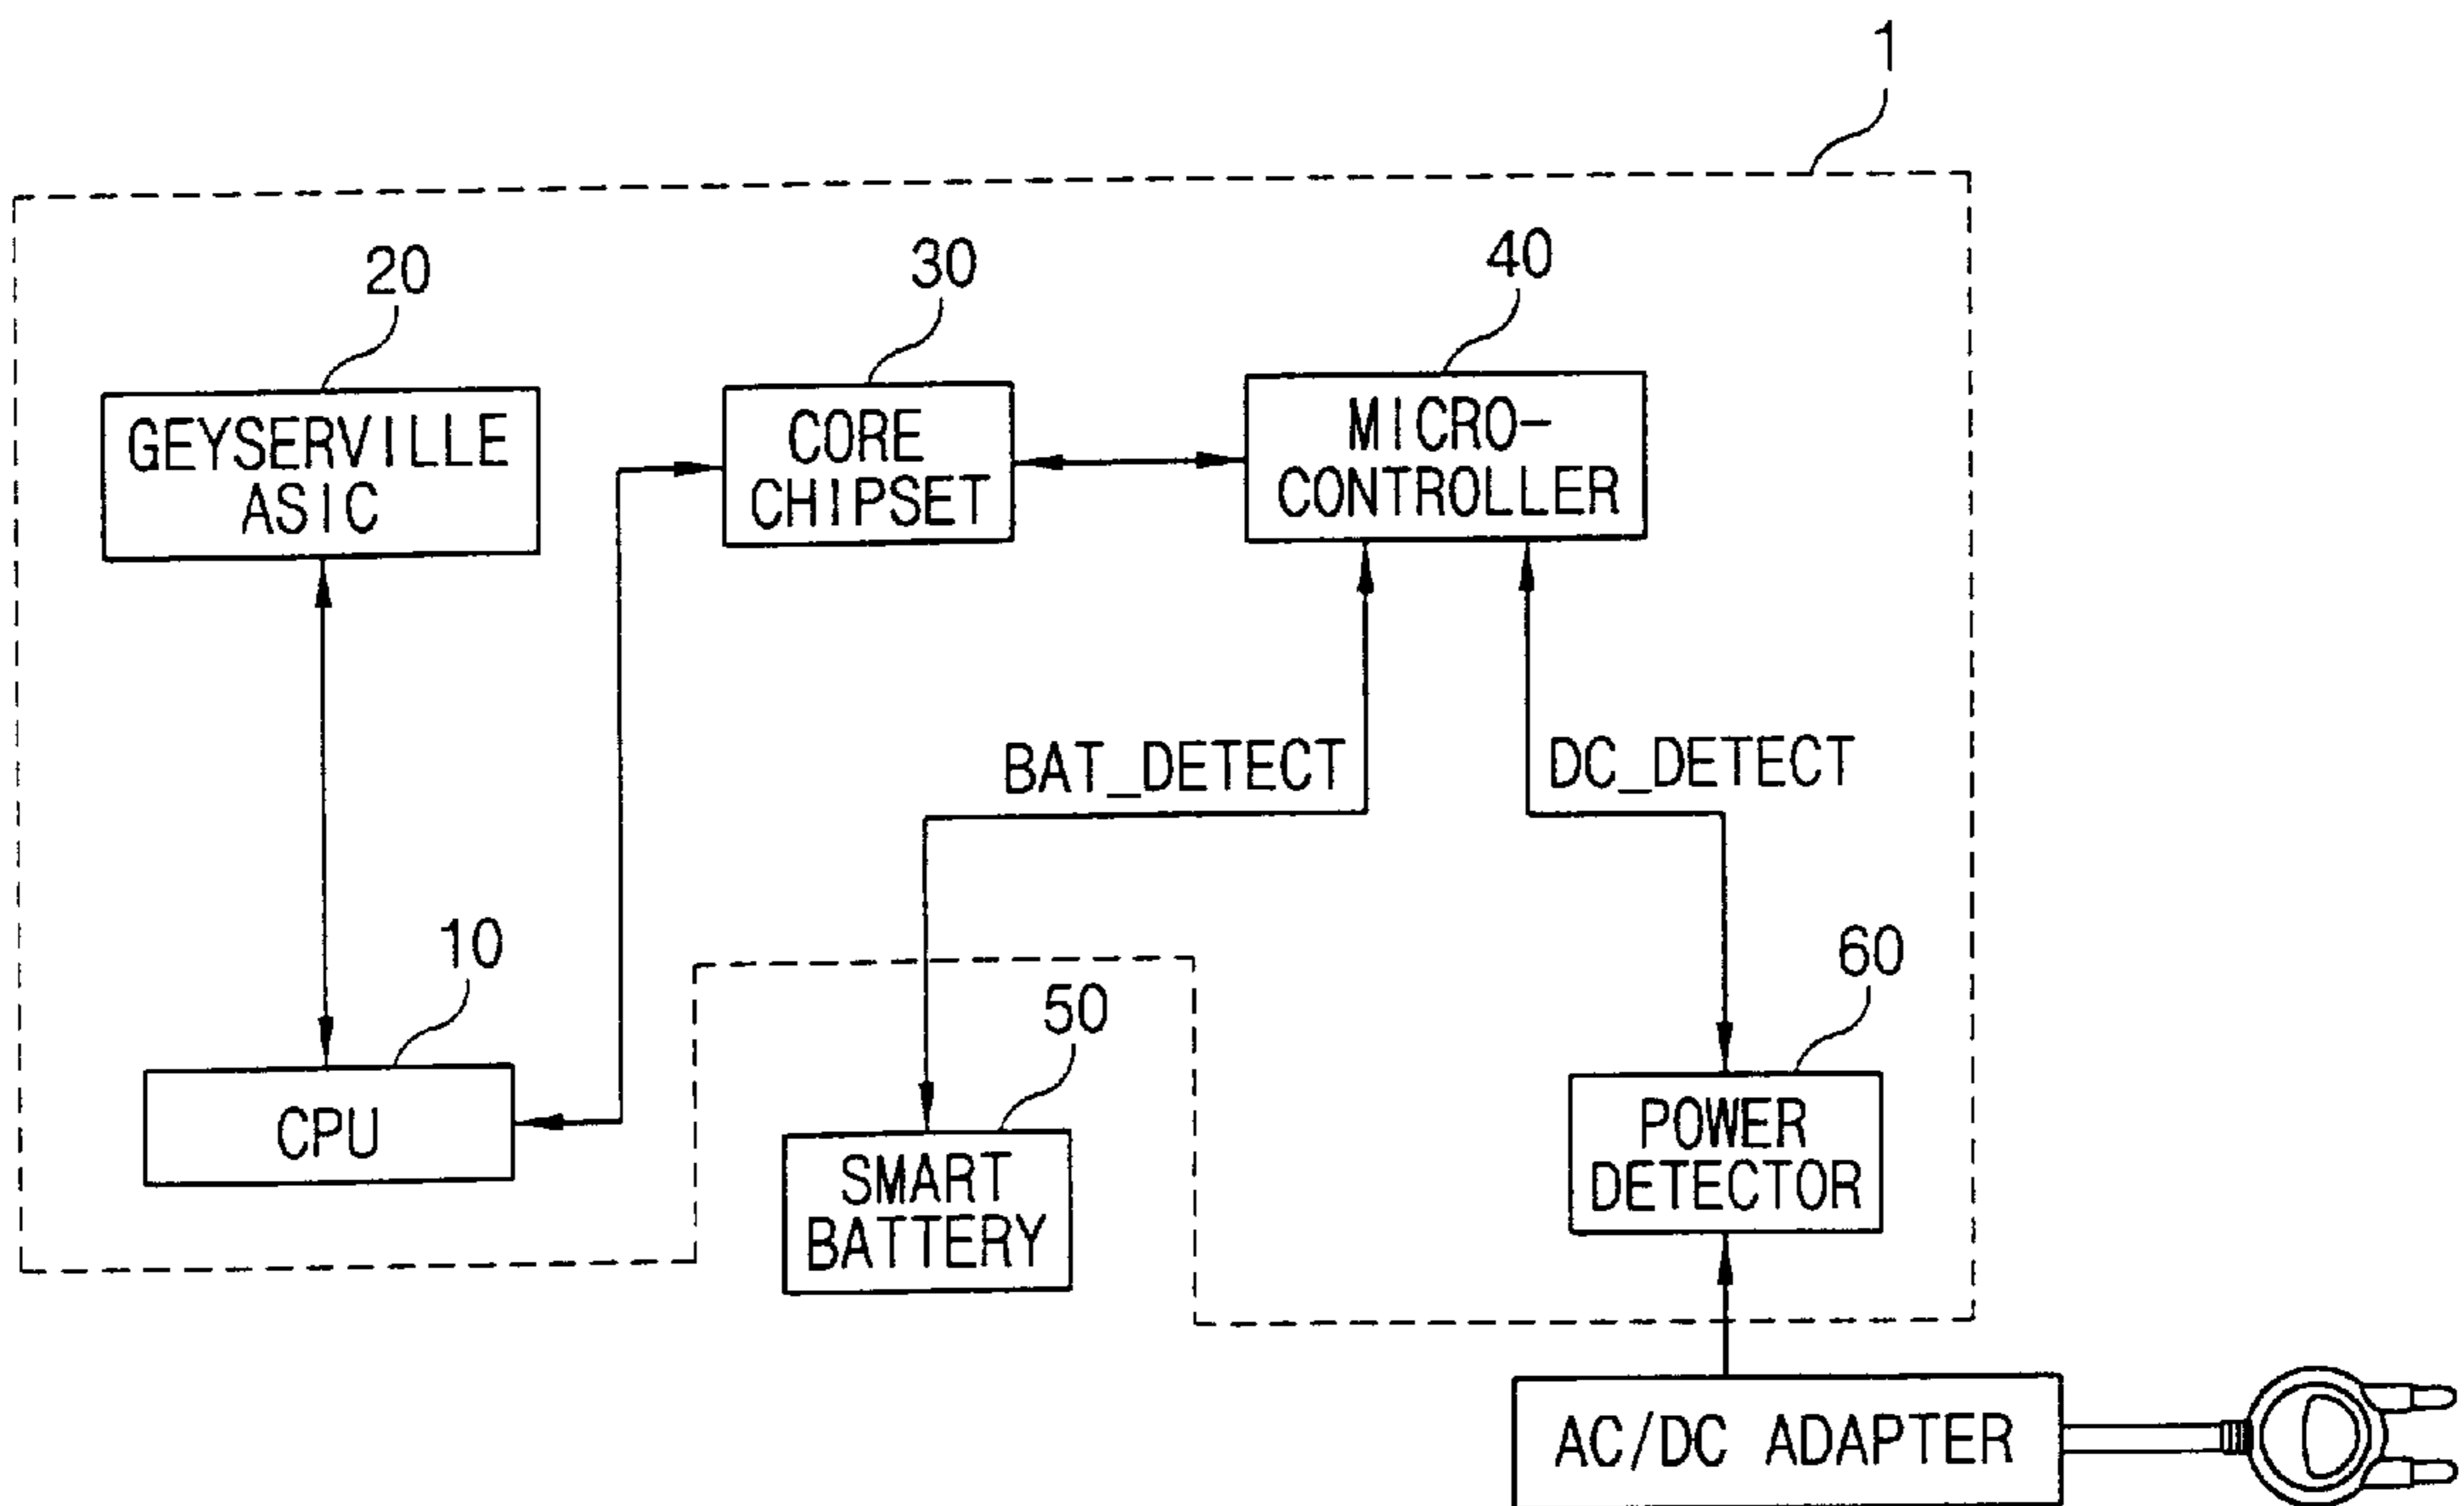 1
20
30
40
GEYSERVILLE
ASIC
CORE
CHIPSET
MICRO-
CONTROLLER
BAT_DETECT
DC_DETECT
10
50
60
CPU
SMART
BATTERY
POWER
DETECTOR
AC/DC ADAPTER